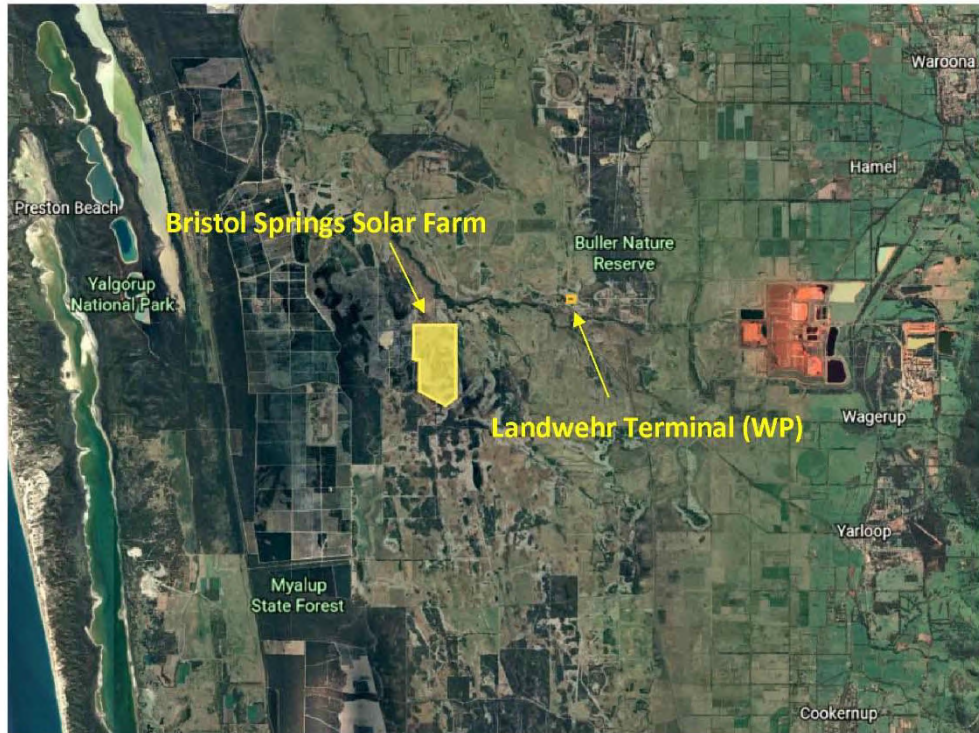 Waroona
Hamel
Preston Beach
Bristol Springs Solar Farm
Buller Nature
Reserve
Yalgorup
National Park
Landwehr Terminal (WP)
Wagerup
Yarloop
Myalup
State Forest
Cookernup